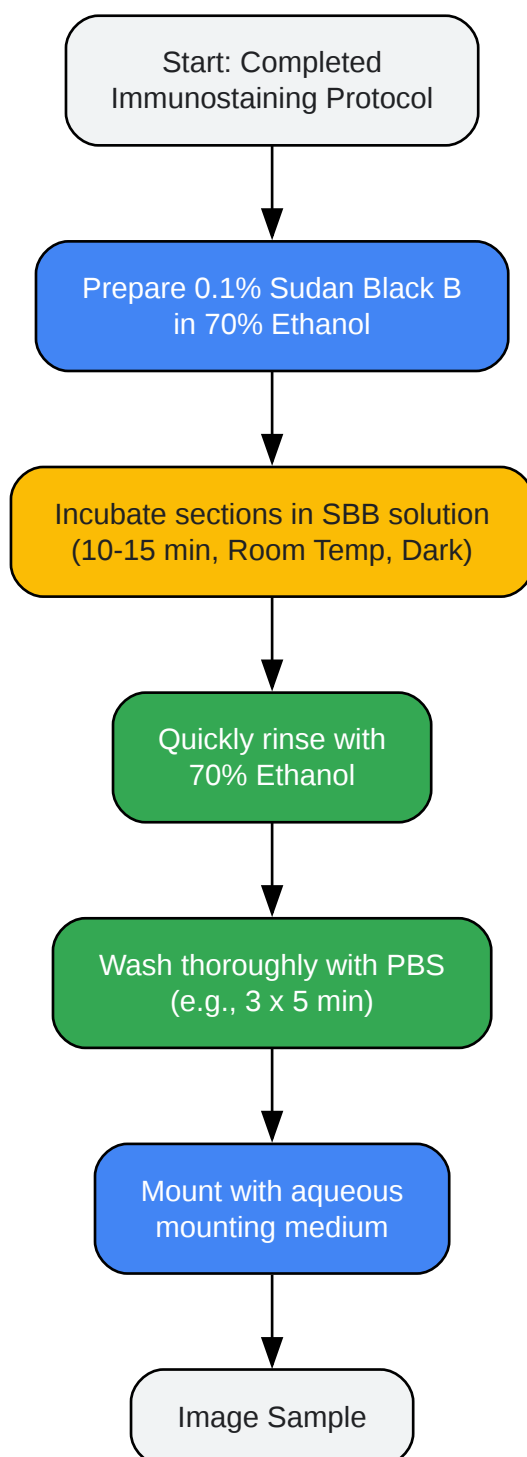 Start: Completed
Immunostaining Protocol
Prepare 0.1% Sudan Black B
in 70% Ethanol
Incubate sections in SBB solution
(10-15 min, Room Temp, Dark)
Quickly rinse with
70% Ethanol
Wash thoroughly with PBS
(e.g., 3 x 5 min)
Mount with aqueous
mounting medium
Image Sample